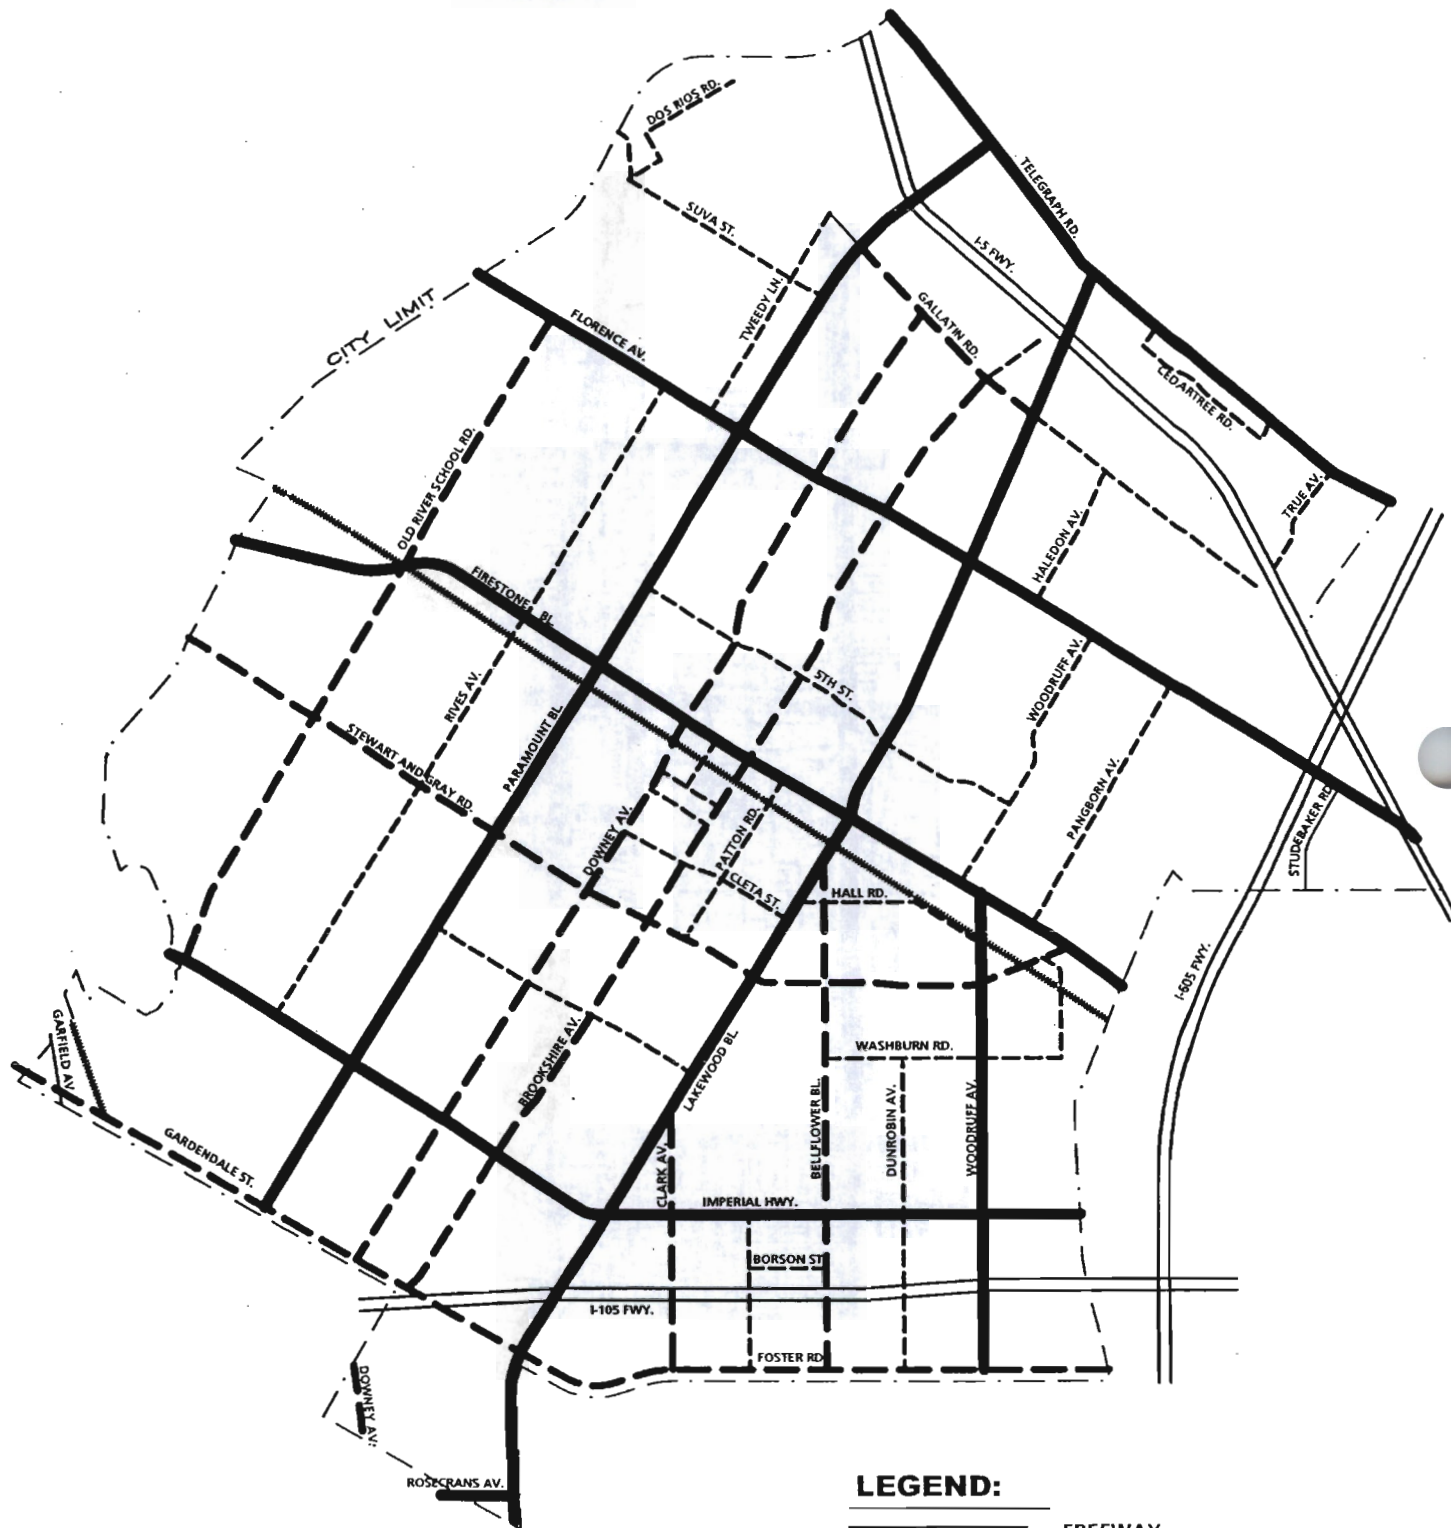 DOS RIOS RD.
SUVA ST.
TELEGRAPH RD.
I-5 FWY.
TWEEDY LN.
GALLATIN RD.
CITY LIMIT
FLORENCE AV.
CEDARTREE RD.
OLD RIVER SCHOOL RD.
TRUE AV.
HALEDON AV.
FIRESTONE BL.
5TH ST.
WOODRUFF AV.
RIVES AV.
PARAMOUNT BL.
STEWART AND GRAY RD.
PANGBORN AV.
STUDEBAKER RD.
DOWNEY AV.
PATTON RD.
CLETA ST.
HALL RD.
I-605 FWY.
GARFIELD AV.
BROOKSHIRE AV.
LAKEWOOD BL.
WASHBURN RD.
BELLFLOWER BL.
DUNROBIN AV.
WOODRUFF AV.
GARDENDALE ST.
CLARK AV.
IMPERIAL HWY.
BORSON ST.
I-105 FWY.
FOSTER RD.
DOWNEY AV.
ROSECRANS AV.
LEGEND:
FREEWAY